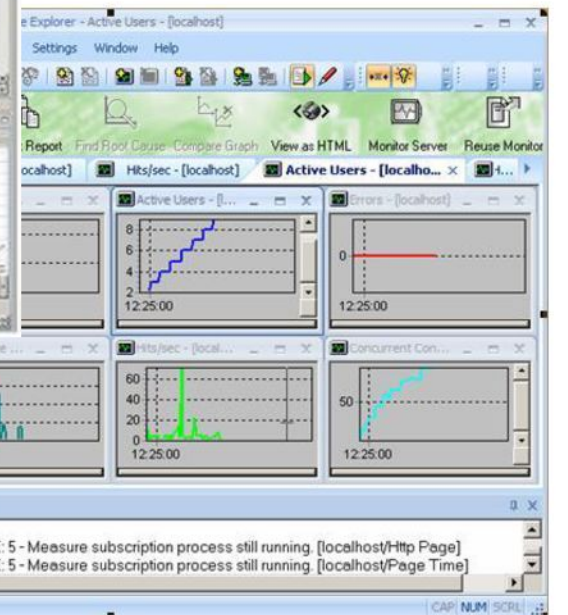 e Explorer - Active Users - [localhost]
Settings Window Help
Report Find Root Cause Compare Graph View as HTML Monitor Server Reuse Monitor
ocalhost] Hits/sec - [localhost] Active Users - [localho...
Active Users - [l... Errors - [localhost]
8
6
4
2
12:25:00
0
12:25:00
e ... Hits/sec - [local... Concurrent Con...
60
40
20
0
12:25:00
50
12:25:00
: 5 - Measure subscription process still running. [localhost/Http Page]
: 5 - Measure subscription process still running. [localhost/Page Time]
CAP NUM SCRL